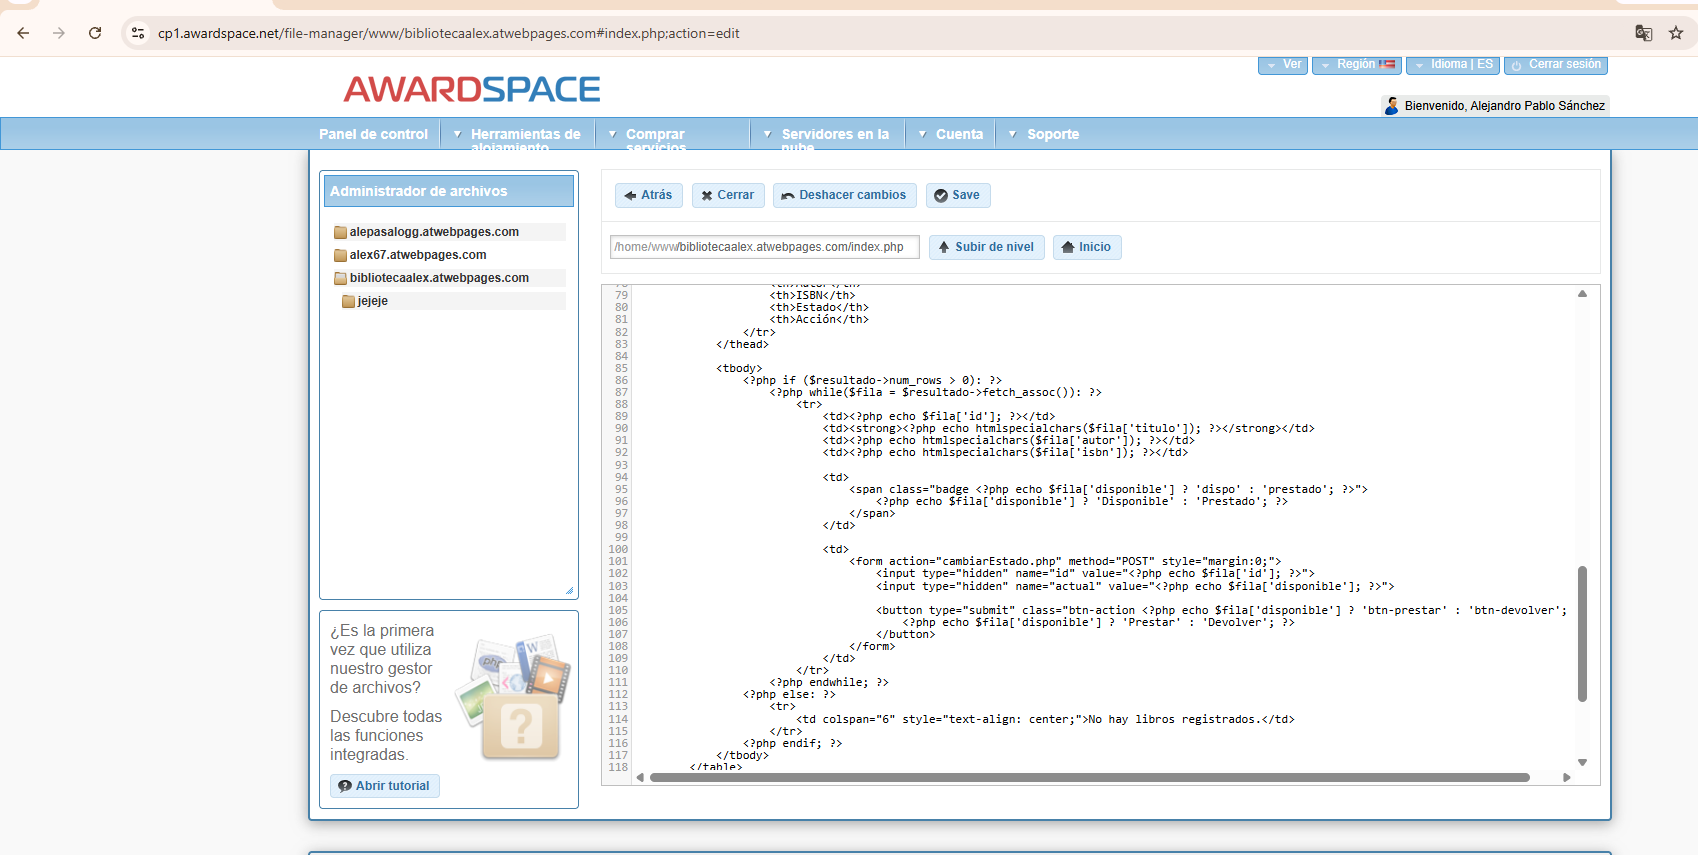 cp1.awardspace.net/file-manager/www/bibliotecaalex.atwebpages.com#index.php;action=edit
Ver
Región
Idioma | ES
Cerrar sesión
AWARDSPACE
Bienvenido, Alejandro Pablo Sánchez
Panel de control
Herramientas de alojamiento
Comprar servicios
Servidores en la nube
Cuenta
Soporte
Administrador de archivos
alepasalogg.atwebpages.com
alex67.atwebpages.com
bibliotecaalex.atwebpages.com
jejeje
¿Es la primera
vez que utiliza
nuestro gestor
de archivos?
Descubre todas
las funciones
integradas.
Abrir tutorial
Atrás
Cerrar
Deshacer cambios
Save
/home/www/bibliotecaalex.atwebpages.com/index.php
Subir de nivel
Inicio
78 <th>Autor</th>
79 <th>ISBN</th>
80 <th>Estado</th>
81 <th>Acción</th>
82 </tr>
83 </thead>
84
85 <tbody>
86 <?php if ($resultado->num_rows > 0): ?>
87 <?php while($fila = $resultado->fetch_assoc()): ?>
88 <tr>
89 <td><?php echo $fila['id']; ?></td>
90 <td><strong><?php echo htmlspecialchars($fila['titulo']); ?></strong></td>
91 <td><?php echo htmlspecialchars($fila['autor']); ?></td>
92 <td><?php echo htmlspecialchars($fila['isbn']); ?></td>
93
94 <td>
95 <span class="badge <?php echo $fila['disponible'] ? 'dispo' : 'prestado'; ?>">
96 <?php echo $fila['disponible'] ? 'Disponible' : 'Prestado'; ?>
97 </span>
98 </td>
99
100 <td>
101 <form action="cambiarEstado.php" method="POST" style="margin:0;">
102 <input type="hidden" name="id" value="<?php echo $fila['id']; ?>">
103 <input type="hidden" name="actual" value="<?php echo $fila['disponible']; ?>">
104
105 <button type="submit" class="btn-action <?php echo $fila['disponible'] ? 'btn-prestar' : 'btn-devolver';
106 <?php echo $fila['disponible'] ? 'Prestar' : 'Devolver'; ?>
107 </button>
108 </form>
109 </td>
110 </tr>
111 <?php endwhile; ?>
112 <?php else: ?>
113 <tr>
114 <td colspan="6" style="text-align: center;">No hay libros registrados.</td>
115 </tr>
116 <?php endif; ?>
117 </tbody>
118 </table>